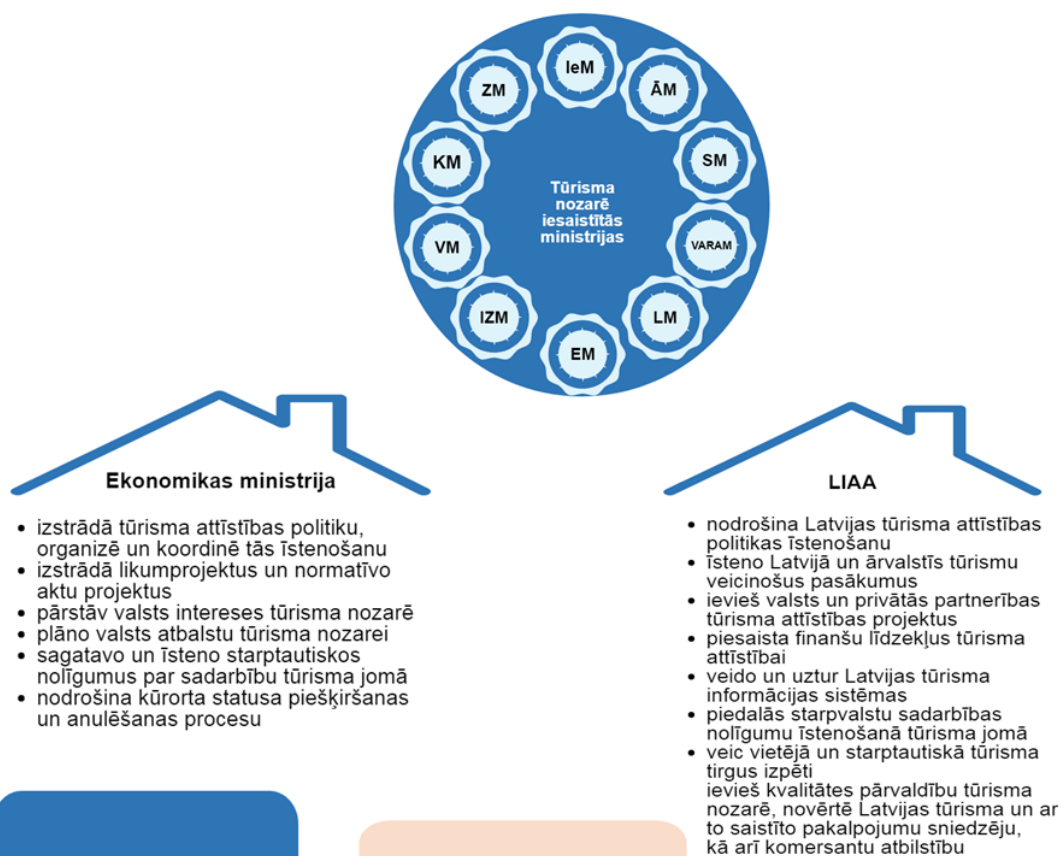 IeM
ZM
ĀM
KM
SM
Tūrisma
nozarē
iesaistītās
ministrijas
VM
VARAM
IZM
LM
EM
Ekonomikas ministrija
• izstrādā tūrisma attīstības politiku,
organizē un koordinē tās īstenošanu
• izstrādā likumprojektus un normatīvo
aktu projektus
• pārstāv valsts intereses tūrisma nozarē
• plāno valsts atbalstu tūrisma nozarei
• sagatavo un īsteno starptautiskos
nolīgumus par sadarbību tūrisma jomā
• nodrošina kūrorta statusa piešķiršanas
un anulēšanas procesu
LIAA
• nodrošina Latvijas tūrisma attīstības
politikas īstenošanu
• īsteno Latvijā un ārvalstīs tūrismu
veicinošus pasākumus
• ievieš valsts un privātās partnerības
tūrisma attīstības projektus
• piesaista finanšu līdzekļus tūrisma
attīstībai
• veido un uztur Latvijas tūrisma
informācijas sistēmas
• piedalās starpvalstu sadarbības
nolīgumu īstenošanā tūrisma jomā
• veic vietējā un starptautiskā tūrisma
tirgus izpēti
ievieš kvalitātes pārvaldību tūrisma
nozarē, novērtē Latvijas tūrisma un ar
to saistīto pakalpojumu sniedzēju,
kā arī komersantu atbilstību